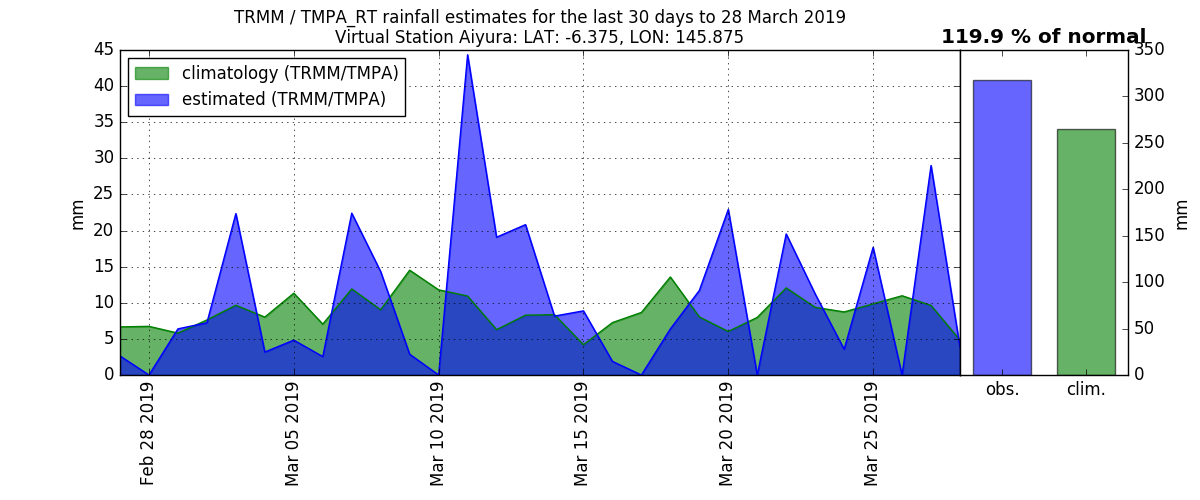 TRMM / TMPA_RT rainfall estimates for the last 30 days to 28 March 2019
Virtual Station Aiyura: LAT: -6.375, LON: 145.875
119.9 % of normal
climatology (TRMM/TMPA)
estimated (TRMM/TMPA)
45
40
35
30
25
20
15
10
5
0
mm
Feb 28 2019
Mar 05 2019
Mar 10 2019
Mar 15 2019
Mar 20 2019
Mar 25 2019
350
300
250
200
150
100
50
0
mm
obs.
clim.